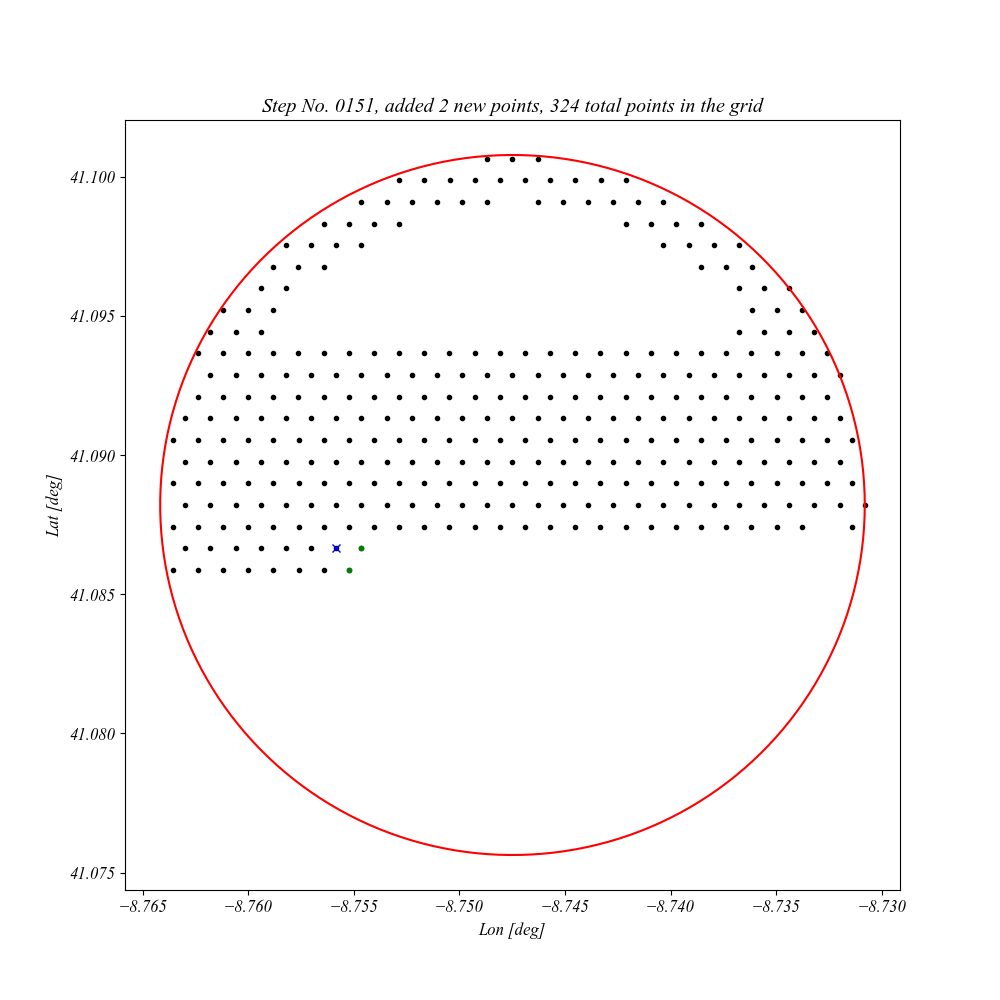 Step No. 0151, added 2 new points, 324 total points in the grid
41.100
41.095
41.090
41.085
41.080
41.075
Lat [deg]
−8.765 −8.760 −8.755 −8.750 −8.745 −8.740 −8.735 −8.730
Lon [deg]